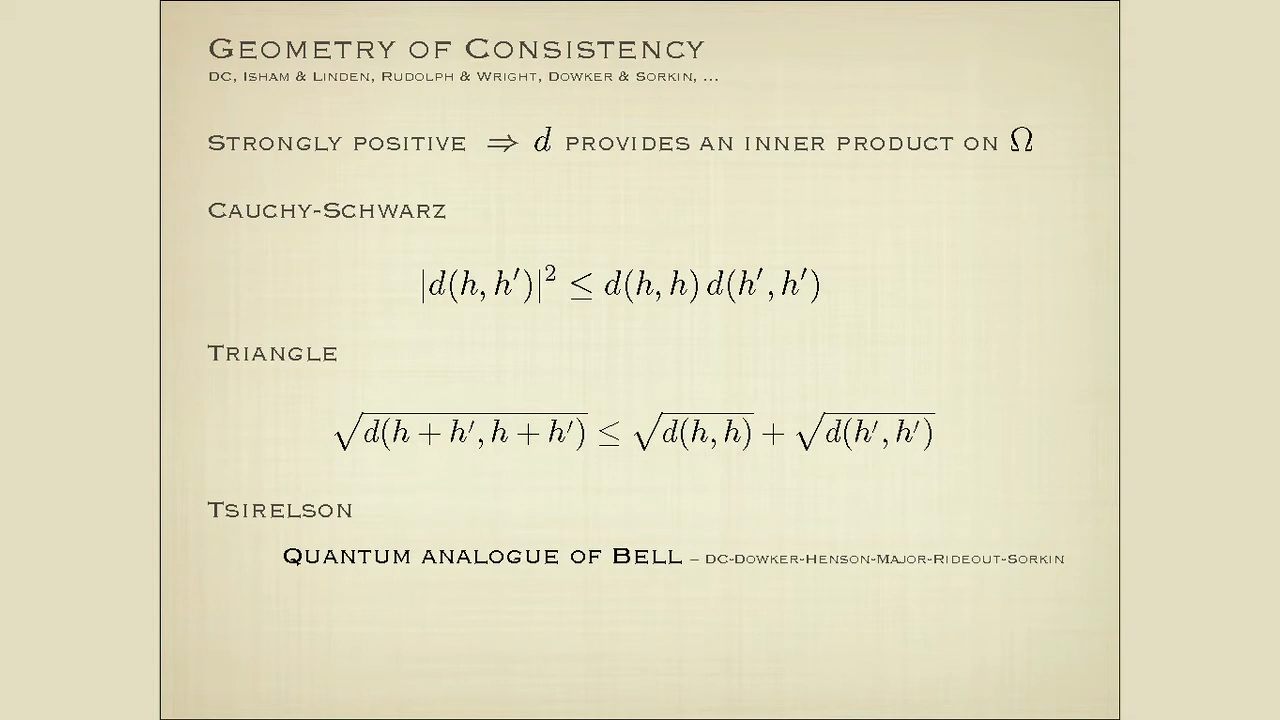 Geometry of Consistency
DC, Isham & Linden, Rudolph & Wright, Dowker & Sorkin, ...
Strongly positive ⇒ d provides an inner product on Ω
Cauchy-Schwarz
|d(h, h′)|² ≤ d(h, h) d(h′, h′)
Triangle
√d(h + h′, h + h′) ≤ √d(h, h) + √d(h′, h′)
Tsirelson
Quantum analogue of Bell – DC-Dowker-Henson-Major-Rideout-Sorkin